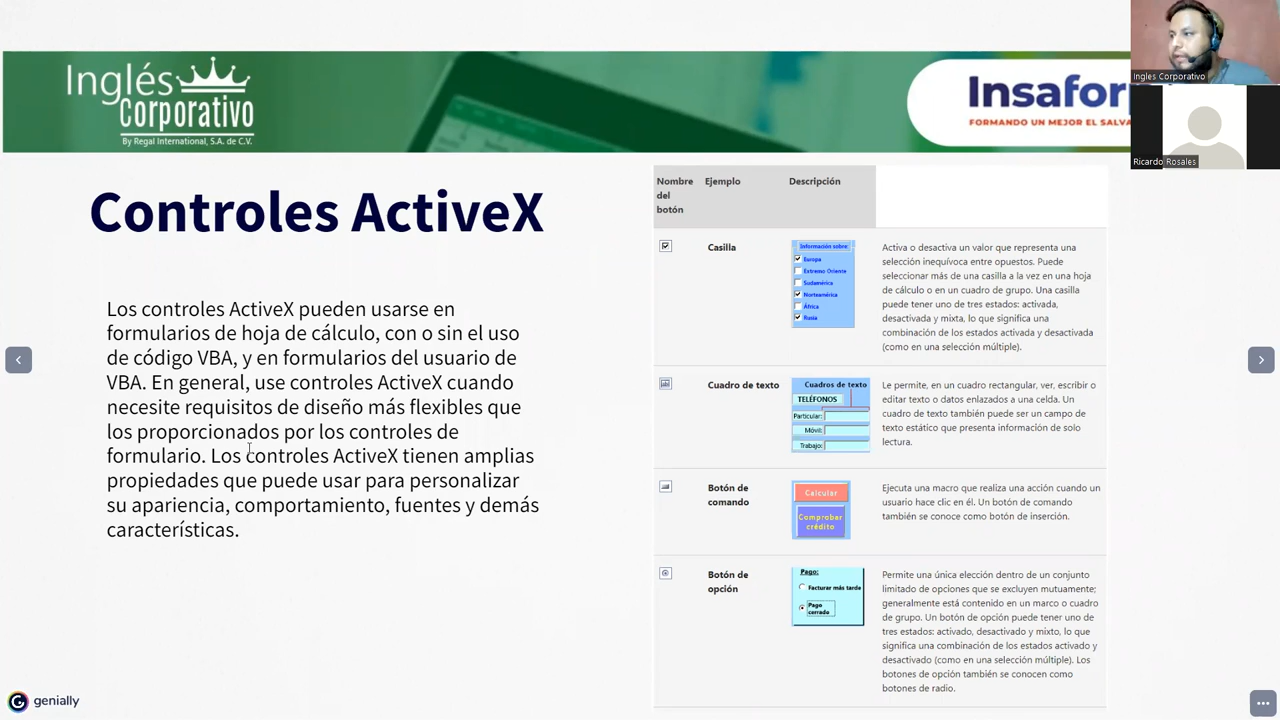 Inglés
Corporativo
By Regal International, S.A. de C.V.
Insafor
FORMANDO UN MEJOR EL SALVA
Ingles Corporativo
Ricardo Rosales
Controles ActiveX
Los controles ActiveX pueden usarse en
formularios de hoja de cálculo, con o sin el uso
de código VBA, y en formularios del usuario de
VBA. En general, use controles ActiveX cuando
necesite requisitos de diseño más flexibles que
los proporcionados por los controles de
formulario. Los controles ActiveX tienen amplias
propiedades que puede usar para personalizar
su apariencia, comportamiento, fuentes y demás
características.
Nombre
del
botón
Ejemplo
Descripción
Casilla
Información sobre:
Europa
Extremo Oriente
Sudamérica
Norteamérica
África
Rusia
Activa o desactiva un valor que representa una
selección inequívoca entre opuestos. Puede
seleccionar más de una casilla a la vez en una hoja
de cálculo o en un cuadro de grupo. Una casilla
puede tener uno de tres estados: activada,
desactivada y mixta, lo que significa una
combinación de los estados activada y desactivada
(como en una selección múltiple).
Cuadro de texto
Cuadros de texto
TELÉFONOS
Particular:
Móvil:
Trabajo:
Le permite, en un cuadro rectangular, ver, escribir o
editar texto o datos enlazados a una celda. Un
cuadro de texto también puede ser un campo de
texto estático que presenta información de solo
lectura.
Botón de
comando
Calcular
Comprobar
crédito
Ejecuta una macro que realiza una acción cuando un
usuario hace clic en él. Un botón de comando
también se conoce como botón de inserción.
Botón de
opción
Pago:
Facturar más tarde
Pago
cerrado
Permite una única elección dentro de un conjunto
limitado de opciones que se excluyen mutuamente;
generalmente está contenido en un marco o cuadro
de grupo. Un botón de opción puede tener uno de
tres estados: activado, desactivado y mixto, lo que
significa una combinación de los estados activado y
desactivado (como en una selección múltiple). Los
botones de opción también se conocen como
botones de radio.
genially